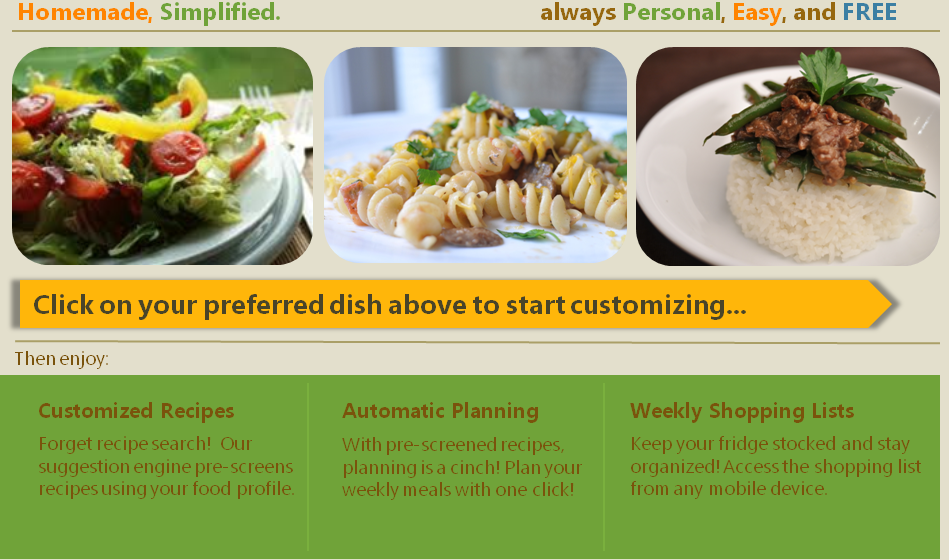 Homemade, Simplified.
always Personal, Easy, and FREE
Click on your preferred dish above to start customizing...
Then enjoy:
Customized Recipes
Forget recipe search!  Our
suggestion engine pre-screens
recipes using your food profile.
Automatic Planning
With pre-screened recipes,
planning is a cinch! Plan your
weekly meals with one click!
Weekly Shopping Lists
Keep your fridge stocked and stay
organized! Access the shopping list
from any mobile device.